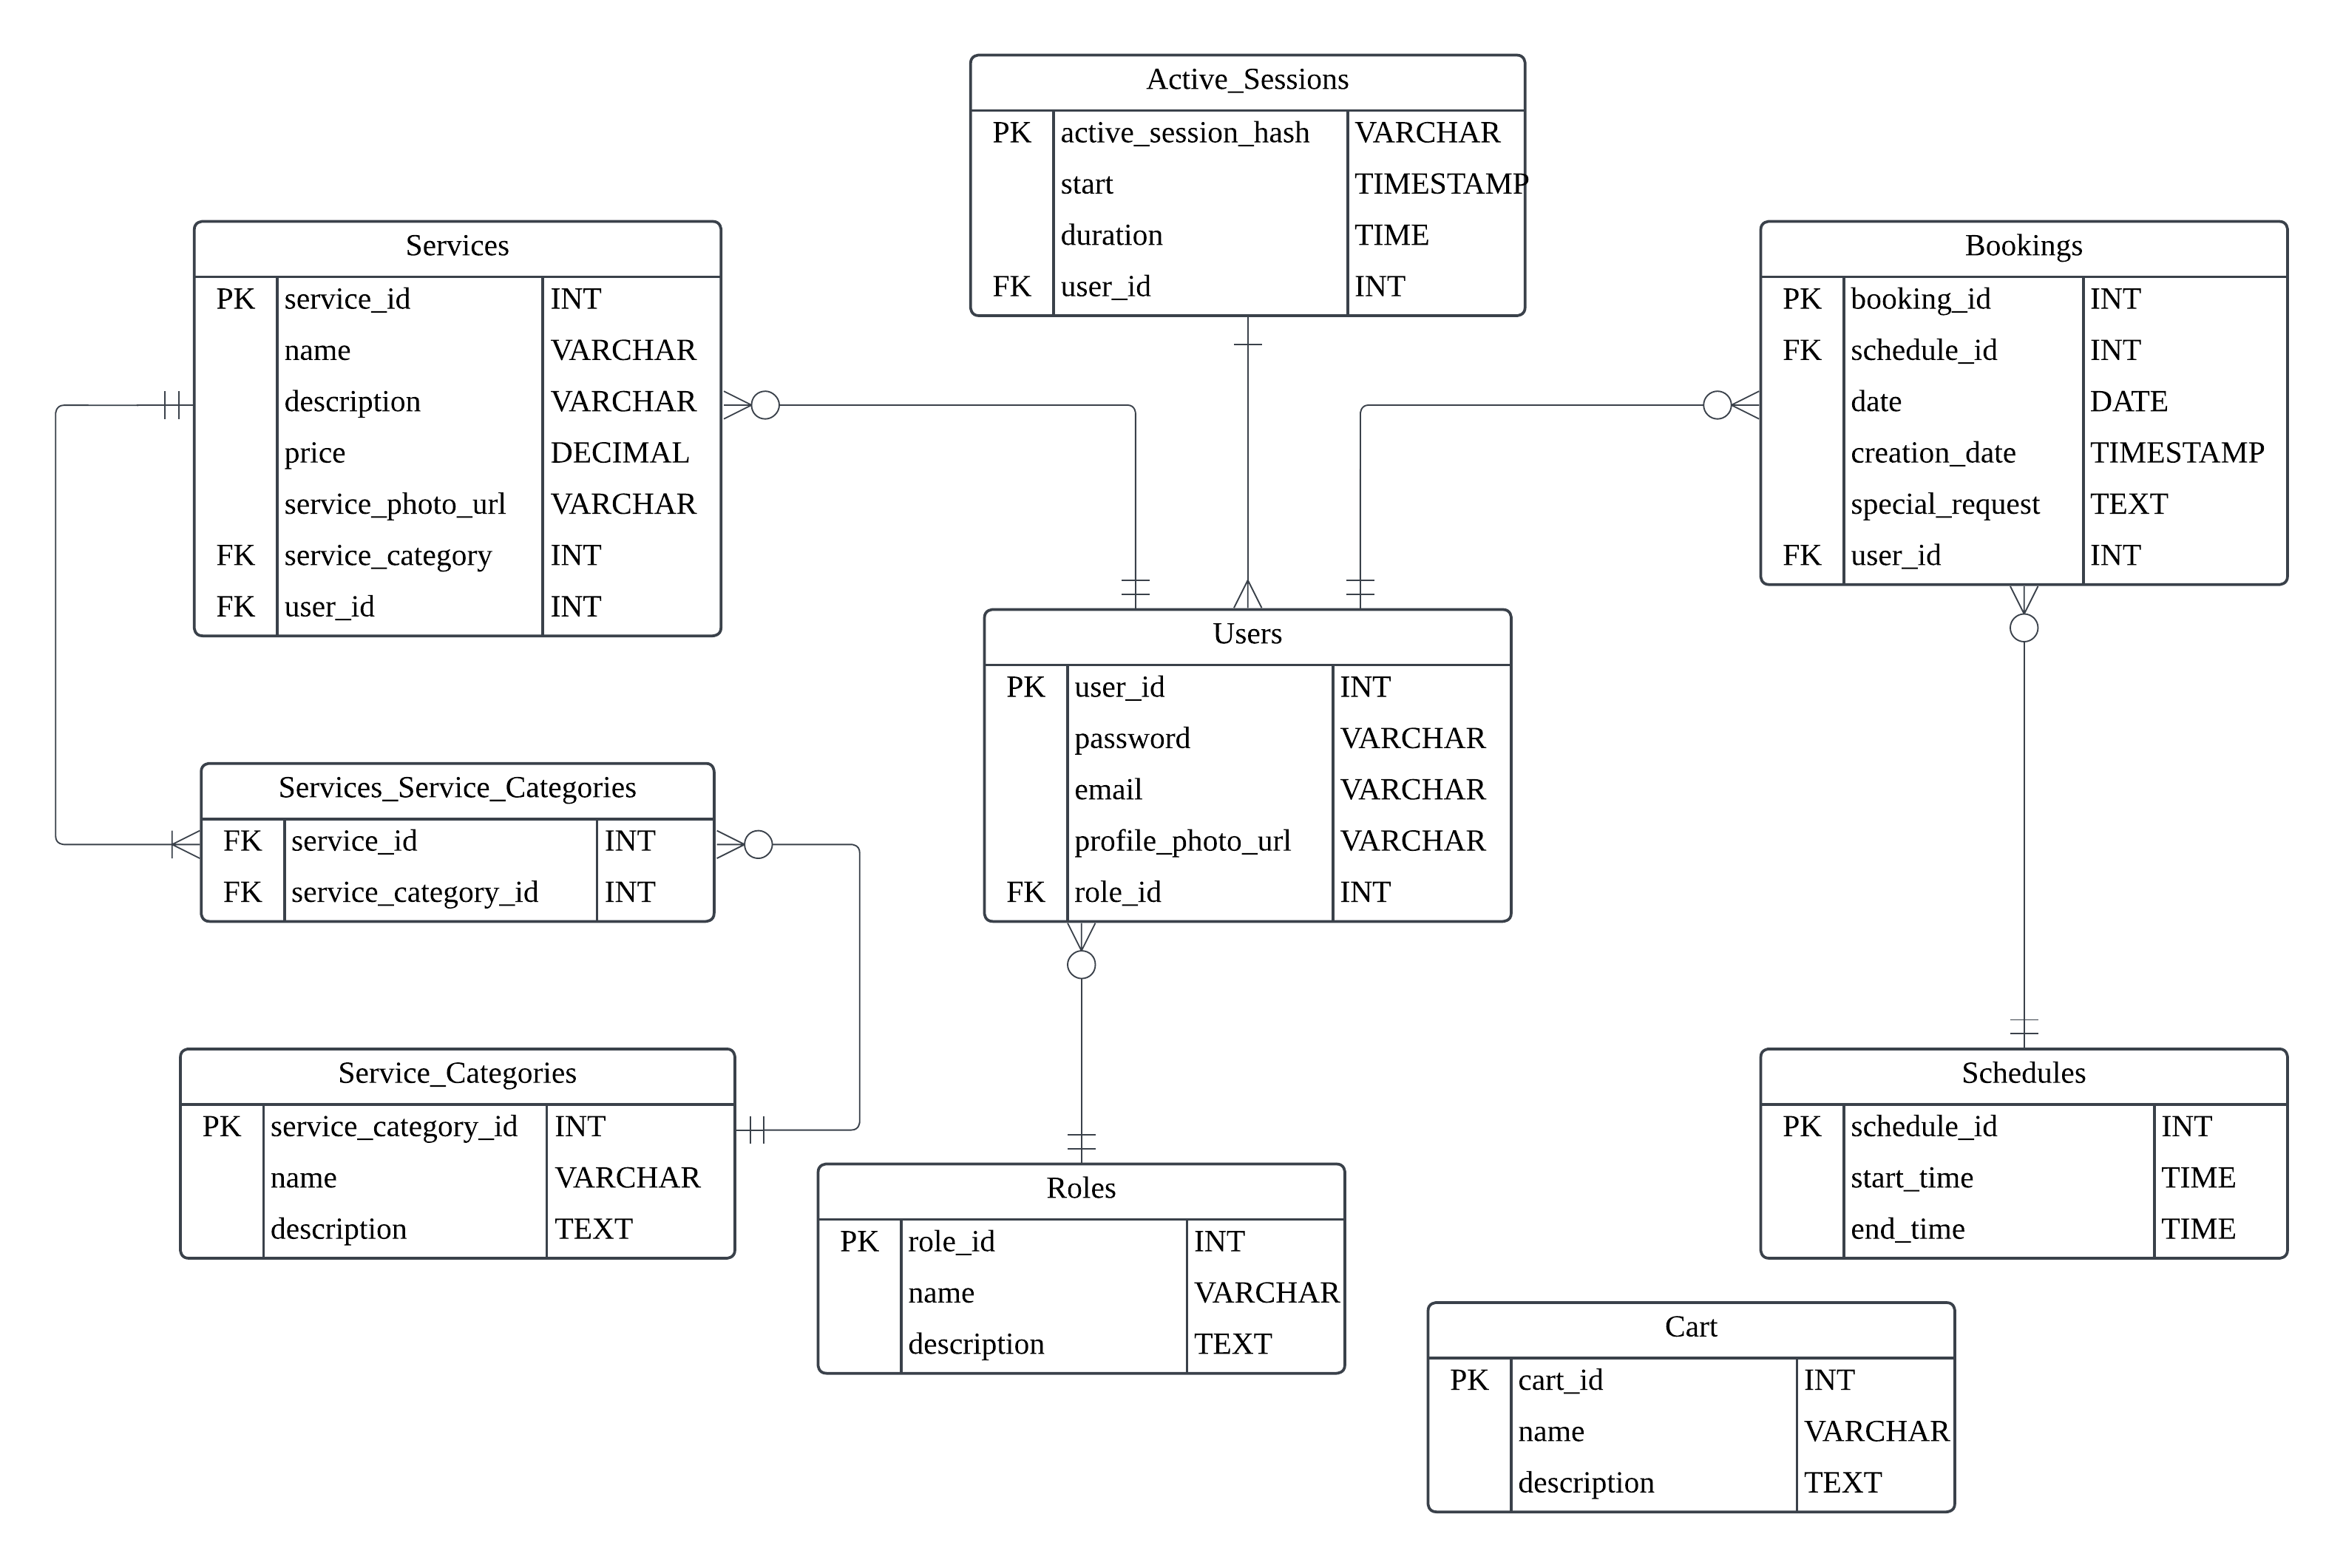 Active_Sessions
PK active_session_hash VARCHAR
start TIMESTAMP
duration TIME
FK user_id INT
Services
PK service_id INT
name VARCHAR
description VARCHAR
price DECIMAL
service_photo_url VARCHAR
FK service_category INT
FK user_id INT
Bookings
PK booking_id INT
FK schedule_id INT
date DATE
creation_date TIMESTAMP
special_request TEXT
FK user_id INT
Users
PK user_id INT
password VARCHAR
email VARCHAR
profile_photo_url VARCHAR
FK role_id INT
Services_Service_Categories
FK service_id INT
FK service_category_id INT
Service_Categories
PK service_category_id INT
name VARCHAR
description TEXT
Roles
PK role_id INT
name VARCHAR
description TEXT
Schedules
PK schedule_id INT
start_time TIME
end_time TIME
Cart
PK cart_id INT
name VARCHAR
description TEXT